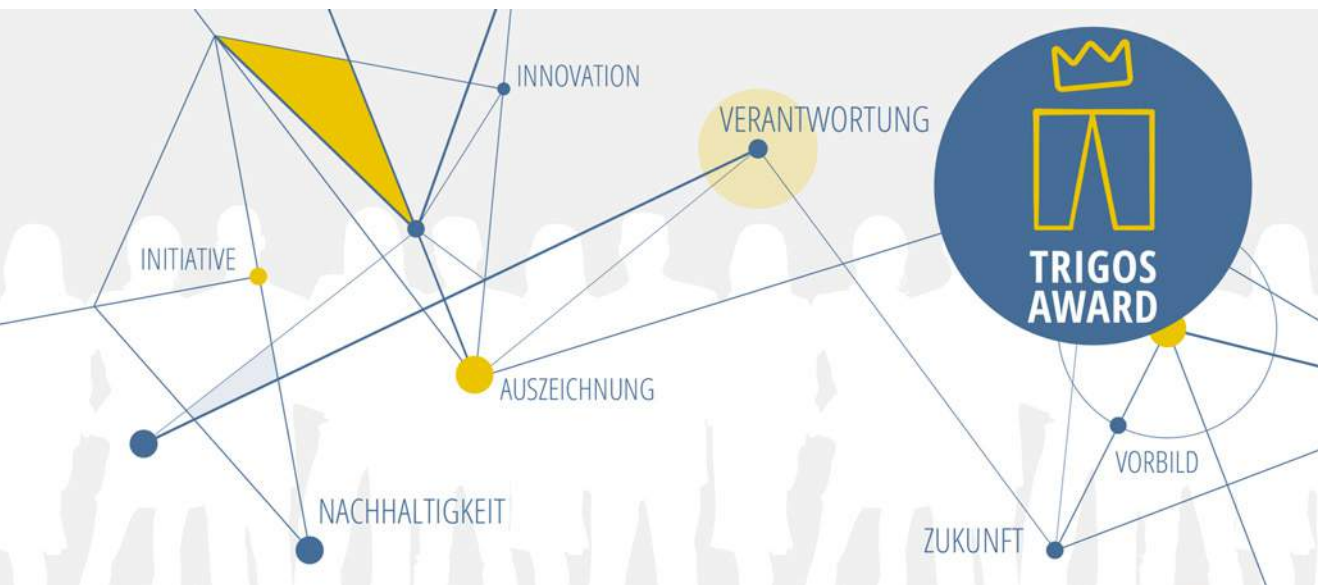 INNOVATION
VERANTWORTUNG
INITIATIVE
TRIGOS
AWARD
AUSZEICHNUNG
VORBILD
NACHHALTIGKEIT
ZUKUNFT